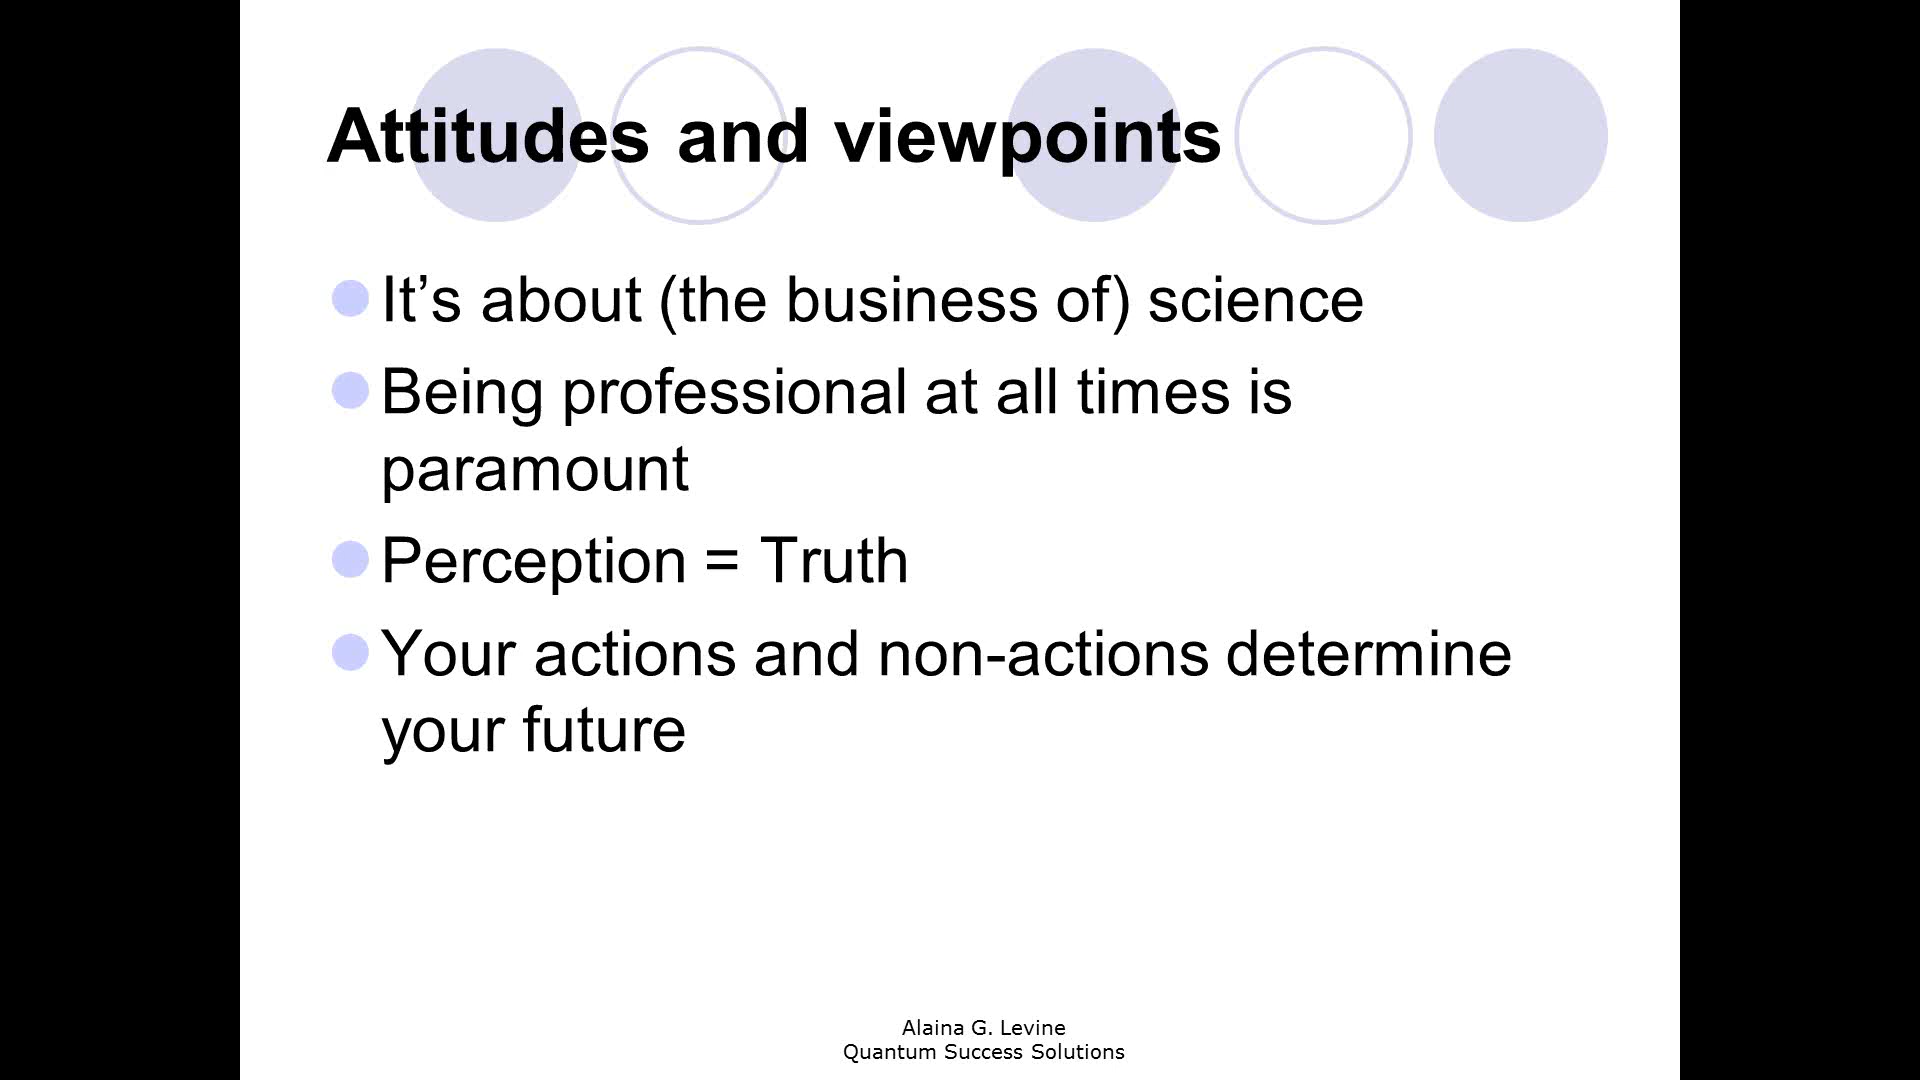 Attitudes and viewpoints
It’s about (the business of) science
Being professional at all times is
paramount
Perception = Truth
Your actions and non-actions determine
your future
Alaina G. Levine
Quantum Success Solutions